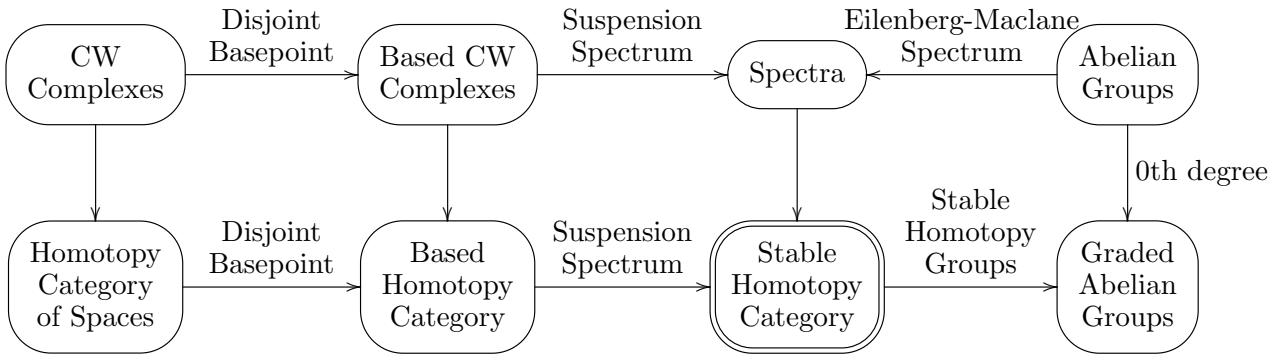 Disjoint
Basepoint
Suspension
Spectrum
Eilenberg-Maclane
Spectrum
CW
Complexes
Based CW
Complexes
Spectra
Abelian
Groups
0th degree
Disjoint
Basepoint
Suspension
Spectrum
Stable
Homotopy
Groups
Homotopy
Category
of Spaces
Based
Homotopy
Category
Stable
Homotopy
Category
Graded
Abelian
Groups